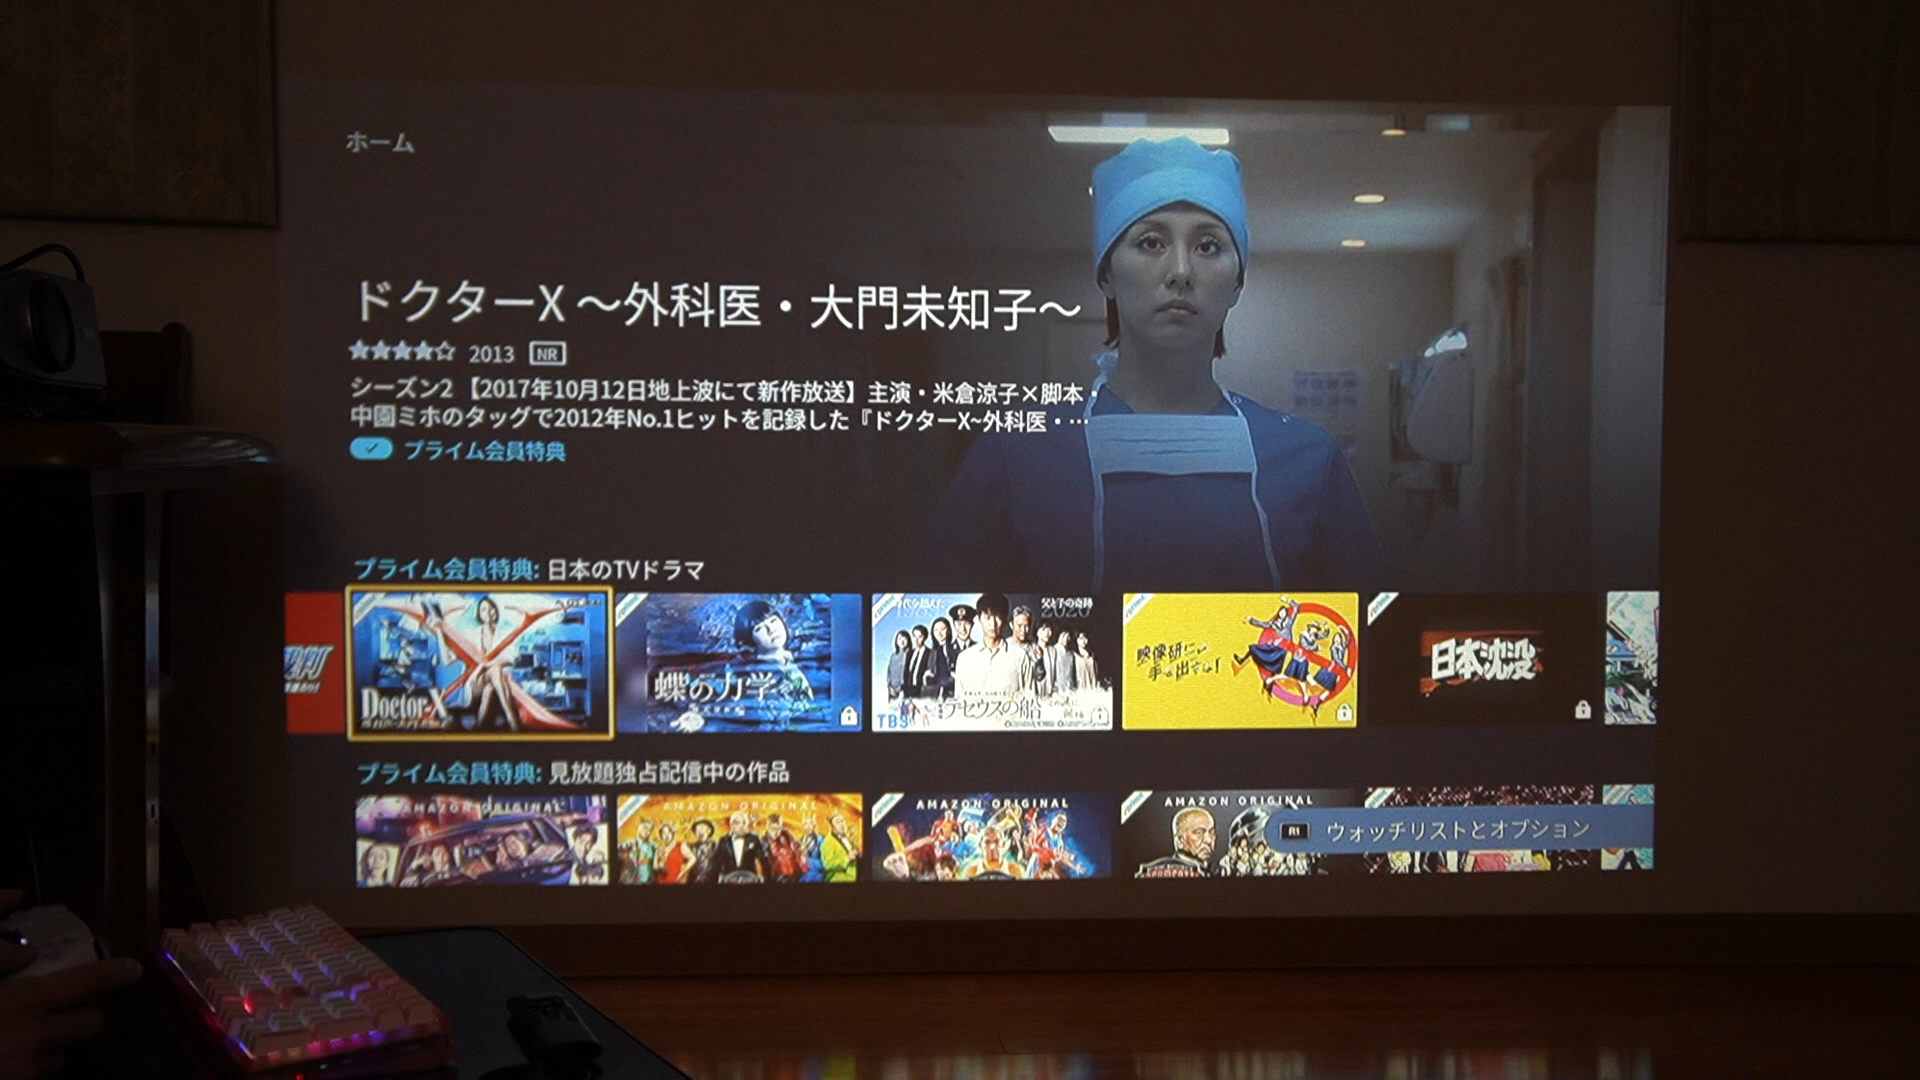 ホーム
ドクターX ～外科医・大門未知子～
2013 NR
シーズン2 【2017年10月12日地上波にて新作放送】主演・米倉涼子×脚本・
中園ミホのタッグで2012年No.1ヒットを記録した『ドクターX~外科医・…
プライム会員特典
プライム会員特典: 日本のTVドラマ
Doctor-X
蝶の力学
父と子の奇跡
2020
TBS
テセウスの船
映像研には
手を出すな!
日本沈没
プライム会員特典: 見放題独占配信中の作品
AMAZON ORIGINAL
AMAZON ORIGINAL
AMAZON ORIGINAL
AMAZON ORIGINAL
R1 ウォッチリストとオプション